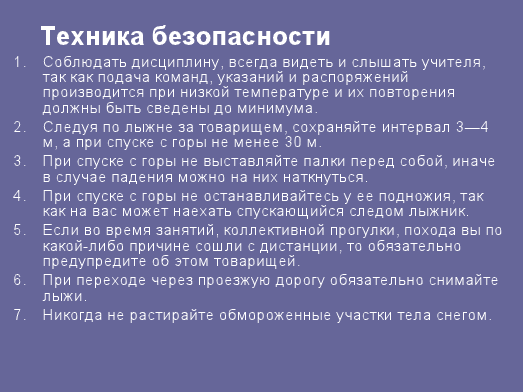 Техника безопасности
1. Соблюдать дисциплину, всегда видеть и слышать учителя,
так как подача команд, указаний и распоряжений
производится при низкой температуре и их повторения
должны быть сведены до минимума.
2. Следуя по лыжне за товарищем, сохраняйте интервал 3—4
м, а при спуске с горы не менее 30 м.
3. При спуске с горы не выставляйте палки перед собой, иначе
в случае падения можно на них наткнуться.
4. При спуске с горы не останавливайтесь у ее подножия, так
как на вас может наехать спускающийся следом лыжник.
5. Если во время занятий, коллективной прогулки, похода вы по
какой-либо причине сошли с дистанции, то обязательно
предупредите об этом товарищей.
6. При переходе через проезжую дорогу обязательно снимайте
лыжи.
7. Никогда не растирайте обмороженные участки тела снегом.